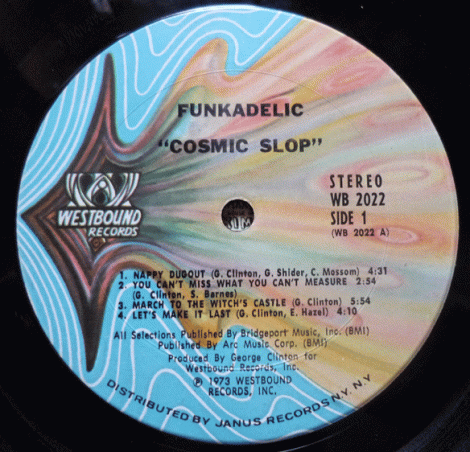 FUNKADELIC
"COSMIC SLOP"
WESTBOUND
RECORDS
STEREO
WB 2022
SIDE 1
(WB 2022 A)
1. NAPPY DUGOUT (G. Clinton, G. Shider, C. Mossom) 4:31
2. YOU CAN'T MISS WHAT YOU CAN'T MEASURE 2:54
(G. Clinton, S. Barnes)
3. MARCH TO THE WITCH'S CASTLE (G. Clinton) 5:54
4. LET'S MAKE IT LAST (G. Clinton, E. Hazel) 4:10
All Selections Published By Bridgeport Music, Inc. (BMI)
Published By Arc Music Corp. (BMI)
Produced By George Clinton for
Westbound Records, Inc.
℗ 1973 WESTBOUND
RECORDS, INC.
DISTRIBUTED BY JANUS RECORDS N.Y. N.Y